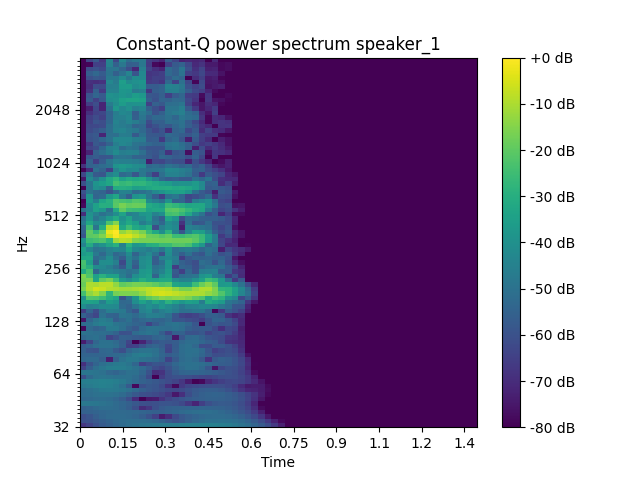 Constant-Q power spectrum speaker_1
Hz
2048
1024
512
256
128
64
32
0 0.15 0.3 0.45 0.6 0.75 0.9 1.1 1.2 1.4
Time
+0 dB
-10 dB
-20 dB
-30 dB
-40 dB
-50 dB
-60 dB
-70 dB
-80 dB